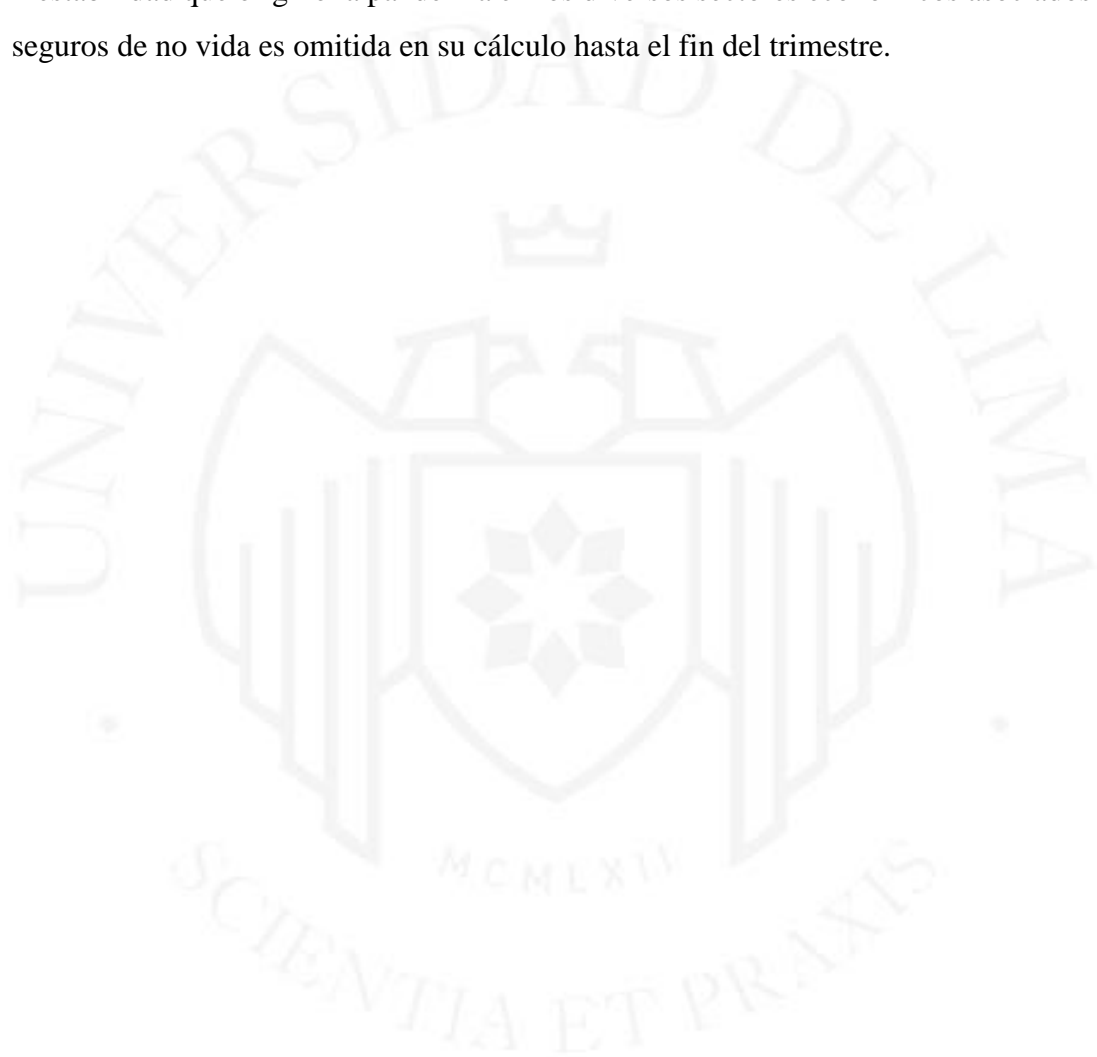 seguros de no vida es omitida en su cálculo hasta el fin del trimestre.
UNIVERSIDAD DE LIMA
MCMLXII
SCIENTIA ET PRAXIS